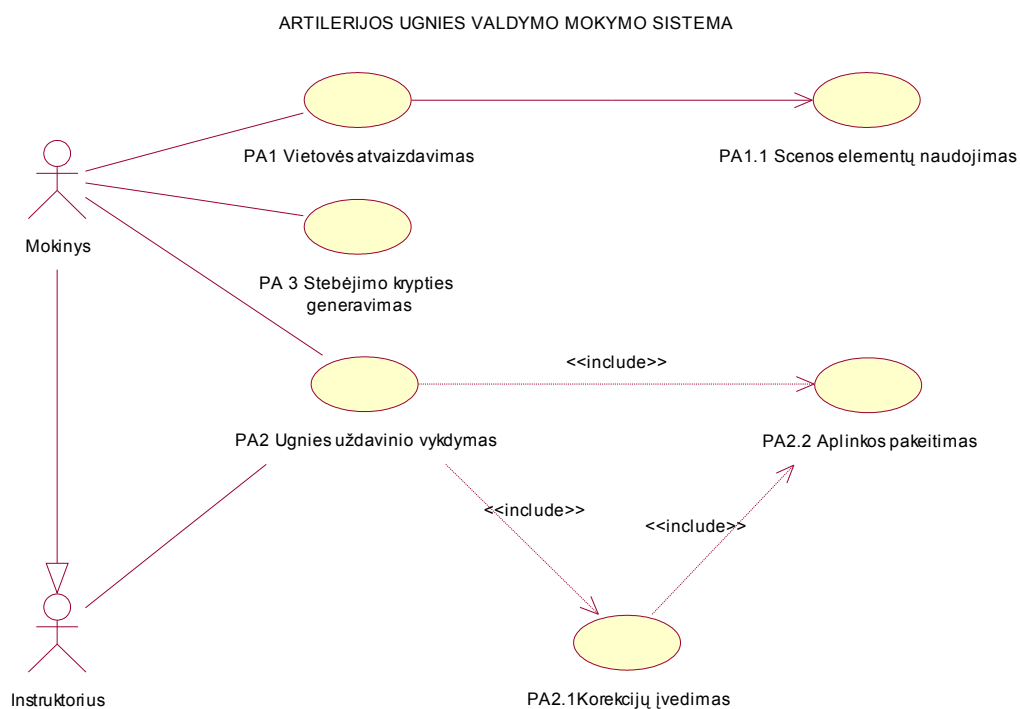 ARTILERIJOS UGNIES VALDYMO MOKYMO SISTEMA
PA1 Vietovės atvaizdavimas
PA1.1 Scenos elementų naudojimas
Mokinys
PA 3 Stebėjimo krypties
generavimas
<<include>>
PA2 Ugnies uždavinio vykdymas
PA2.2 Aplinkos pakeitimas
<<include>>
<<include>>
Instruktorius
PA2.1Korekcijų įvedimas